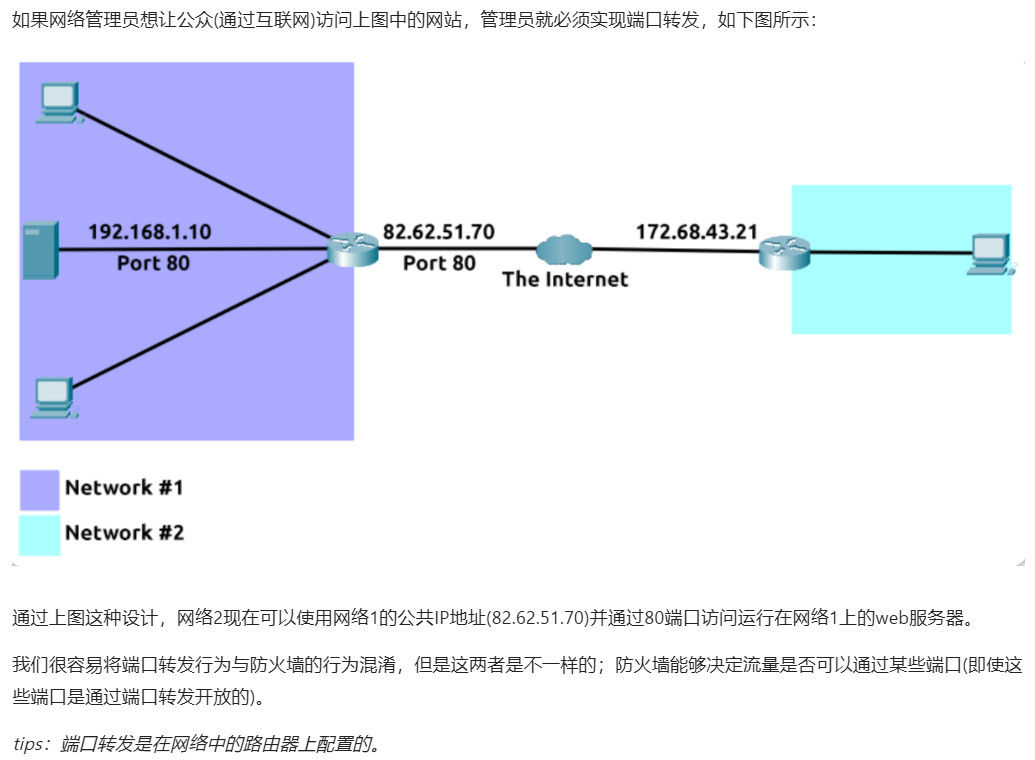 如果网络管理员想让公众(通过互联网)访问上图中的网站，管理员就必须实现端口转发，如下图所示：
192.168.1.10
Port 80
82.62.51.70
Port 80
The Internet
172.68.43.21
Network #1
Network #2
通过上图这种设计，网络2现在可以使用网络1的公共IP地址(82.62.51.70)并通过80端口访问运行在网络1上的web服务器。
我们很容易将端口转发行为与防火墙的行为混淆，但是这两者是不一样的；防火墙能够决定流量是否可以通过某些端口(即使这
些端口是通过端口转发开放的)。
tips：端口转发是在网络中的路由器上配置的。